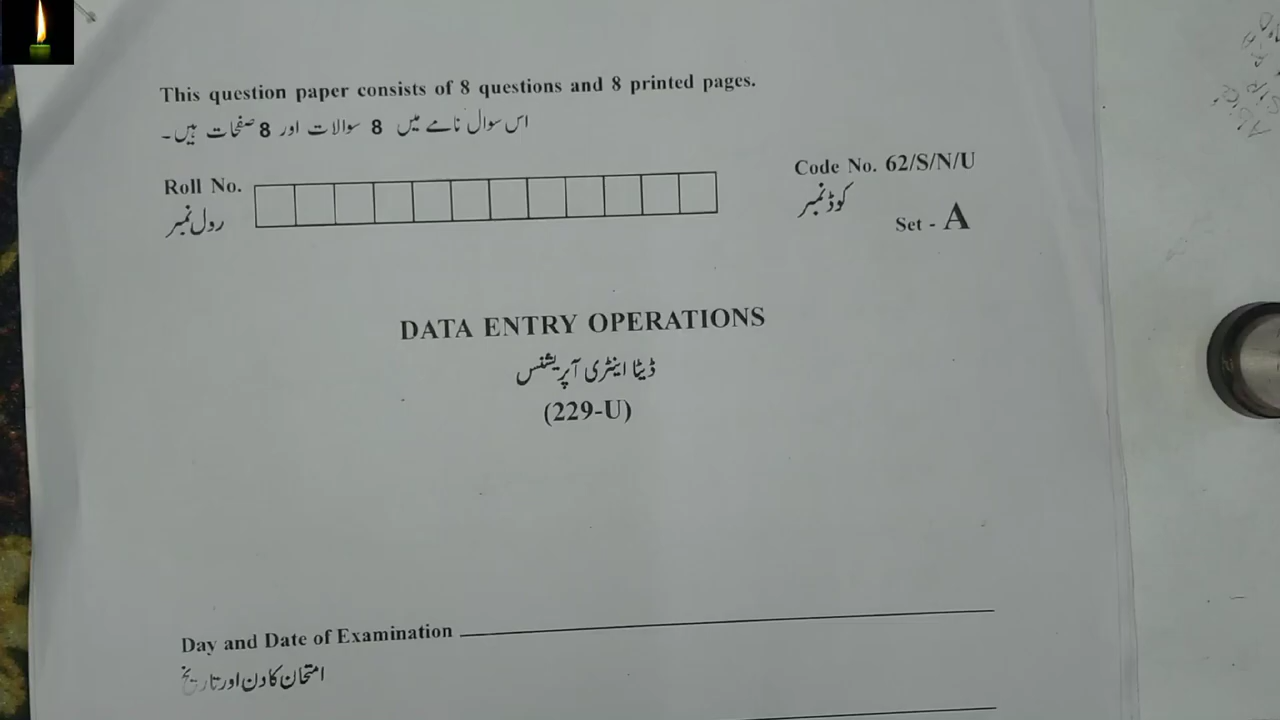 This question paper consists of 8 questions and 8 printed pages.
اس سوال نامے میں 8 سوالات اور 8 صفحات ہیں۔
Roll No.
رول نمبر
Code No. 62/S/N/U
کوڈ نمبر
Set - A
DATA ENTRY OPERATIONS
ڈیٹا اینٹری آپریشنس
(229-U)
Day and Date of Examination
امتحان کا دن اور تاریخ